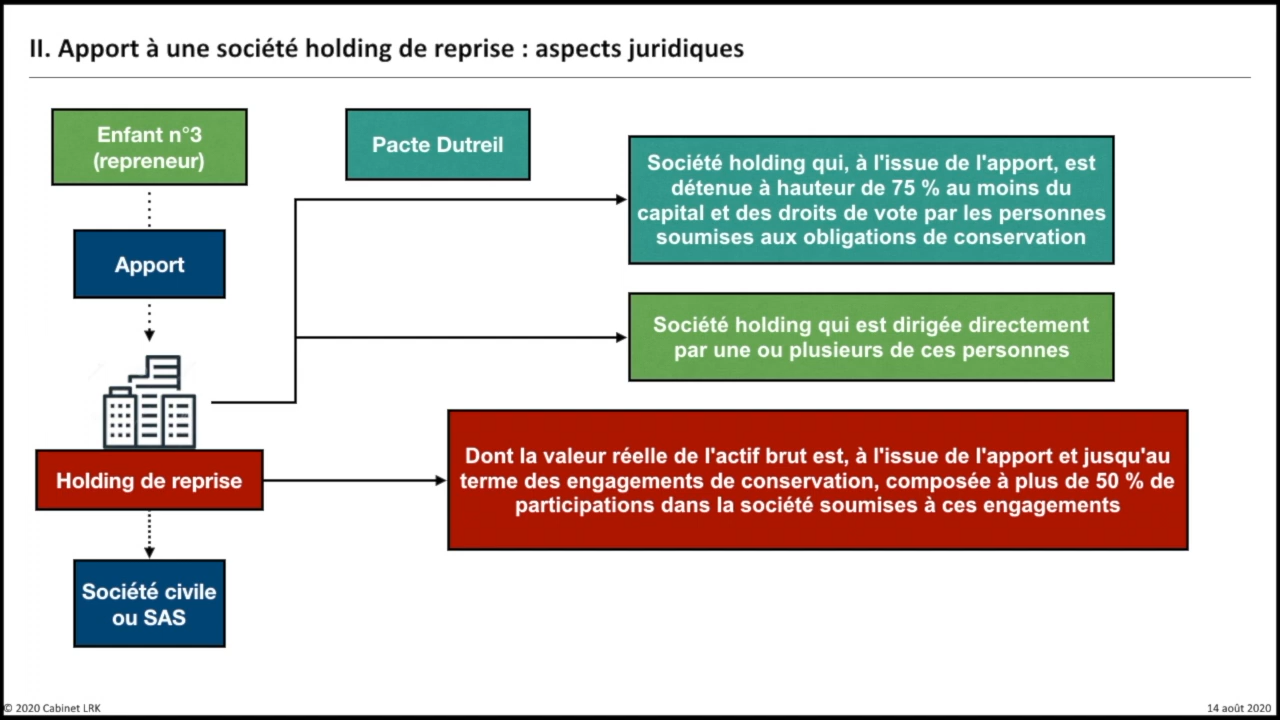 II. Apport à une société holding de reprise : aspects juridiques
Enfant n°3
(repreneur)
Pacte Dutreil
Apport
Société holding qui, à l'issue de l'apport, est
détenue à hauteur de 75 % au moins du
capital et des droits de vote par les personnes
soumises aux obligations de conservation
Société holding qui est dirigée directement
par une ou plusieurs de ces personnes
Holding de reprise
Dont la valeur réelle de l'actif brut est, à l'issue de l'apport et jusqu'au
terme des engagements de conservation, composée à plus de 50 % de
participations dans la société soumises à ces engagements
Société civile
ou SAS
© 2020 Cabinet LRK
14 août 2020